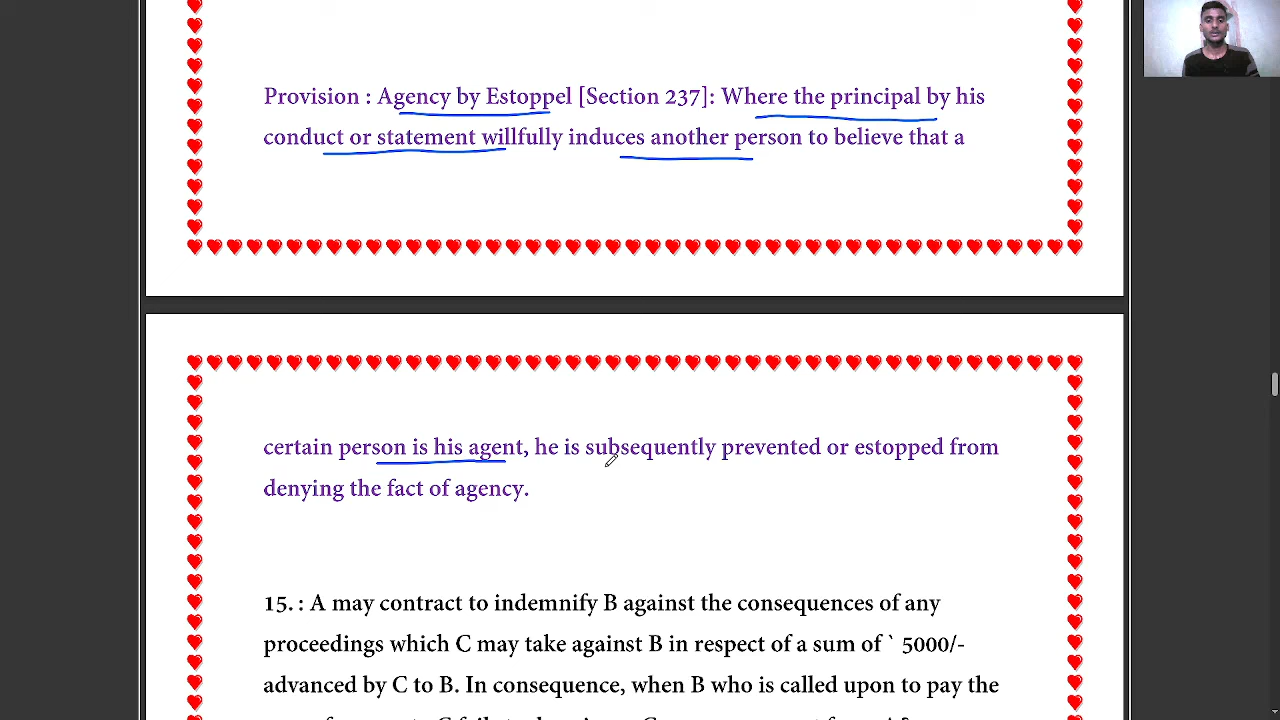 Provision : Agency by Estoppel [Section 237]: Where the principal by his
conduct or statement willfully induces another person to believe that a
certain person is his agent, he is subsequently prevented or estopped from
denying the fact of agency.
15. : A may contract to indemnify B against the consequences of any
proceedings which C may take against B in respect of a sum of ` 5000/-
advanced by C to B. In consequence, when B who is called upon to pay the